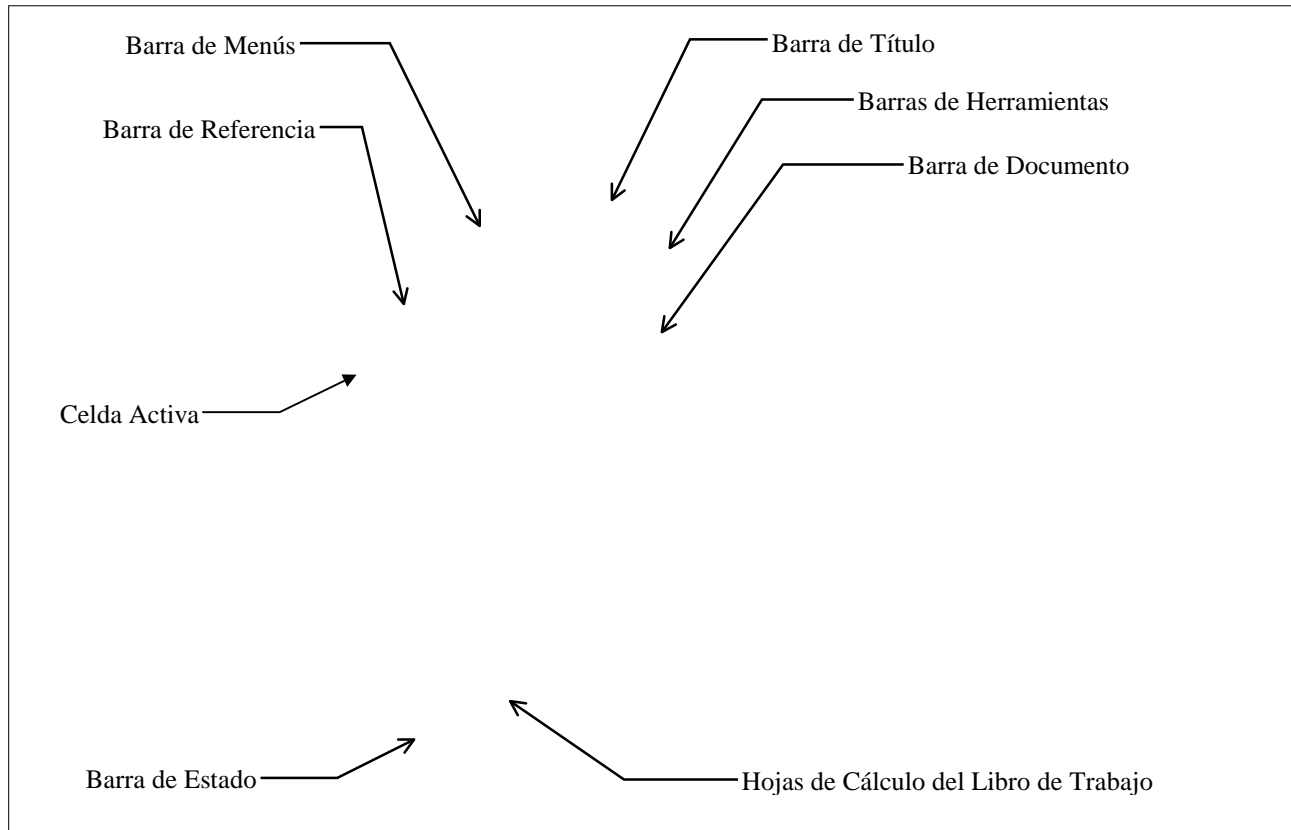 Barra de Menús
Barra de Título
Barras de Herramientas
Barra de Referencia
Barra de Documento
Celda Activa
Barra de Estado
Hojas de Cálculo del Libro de Trabajo